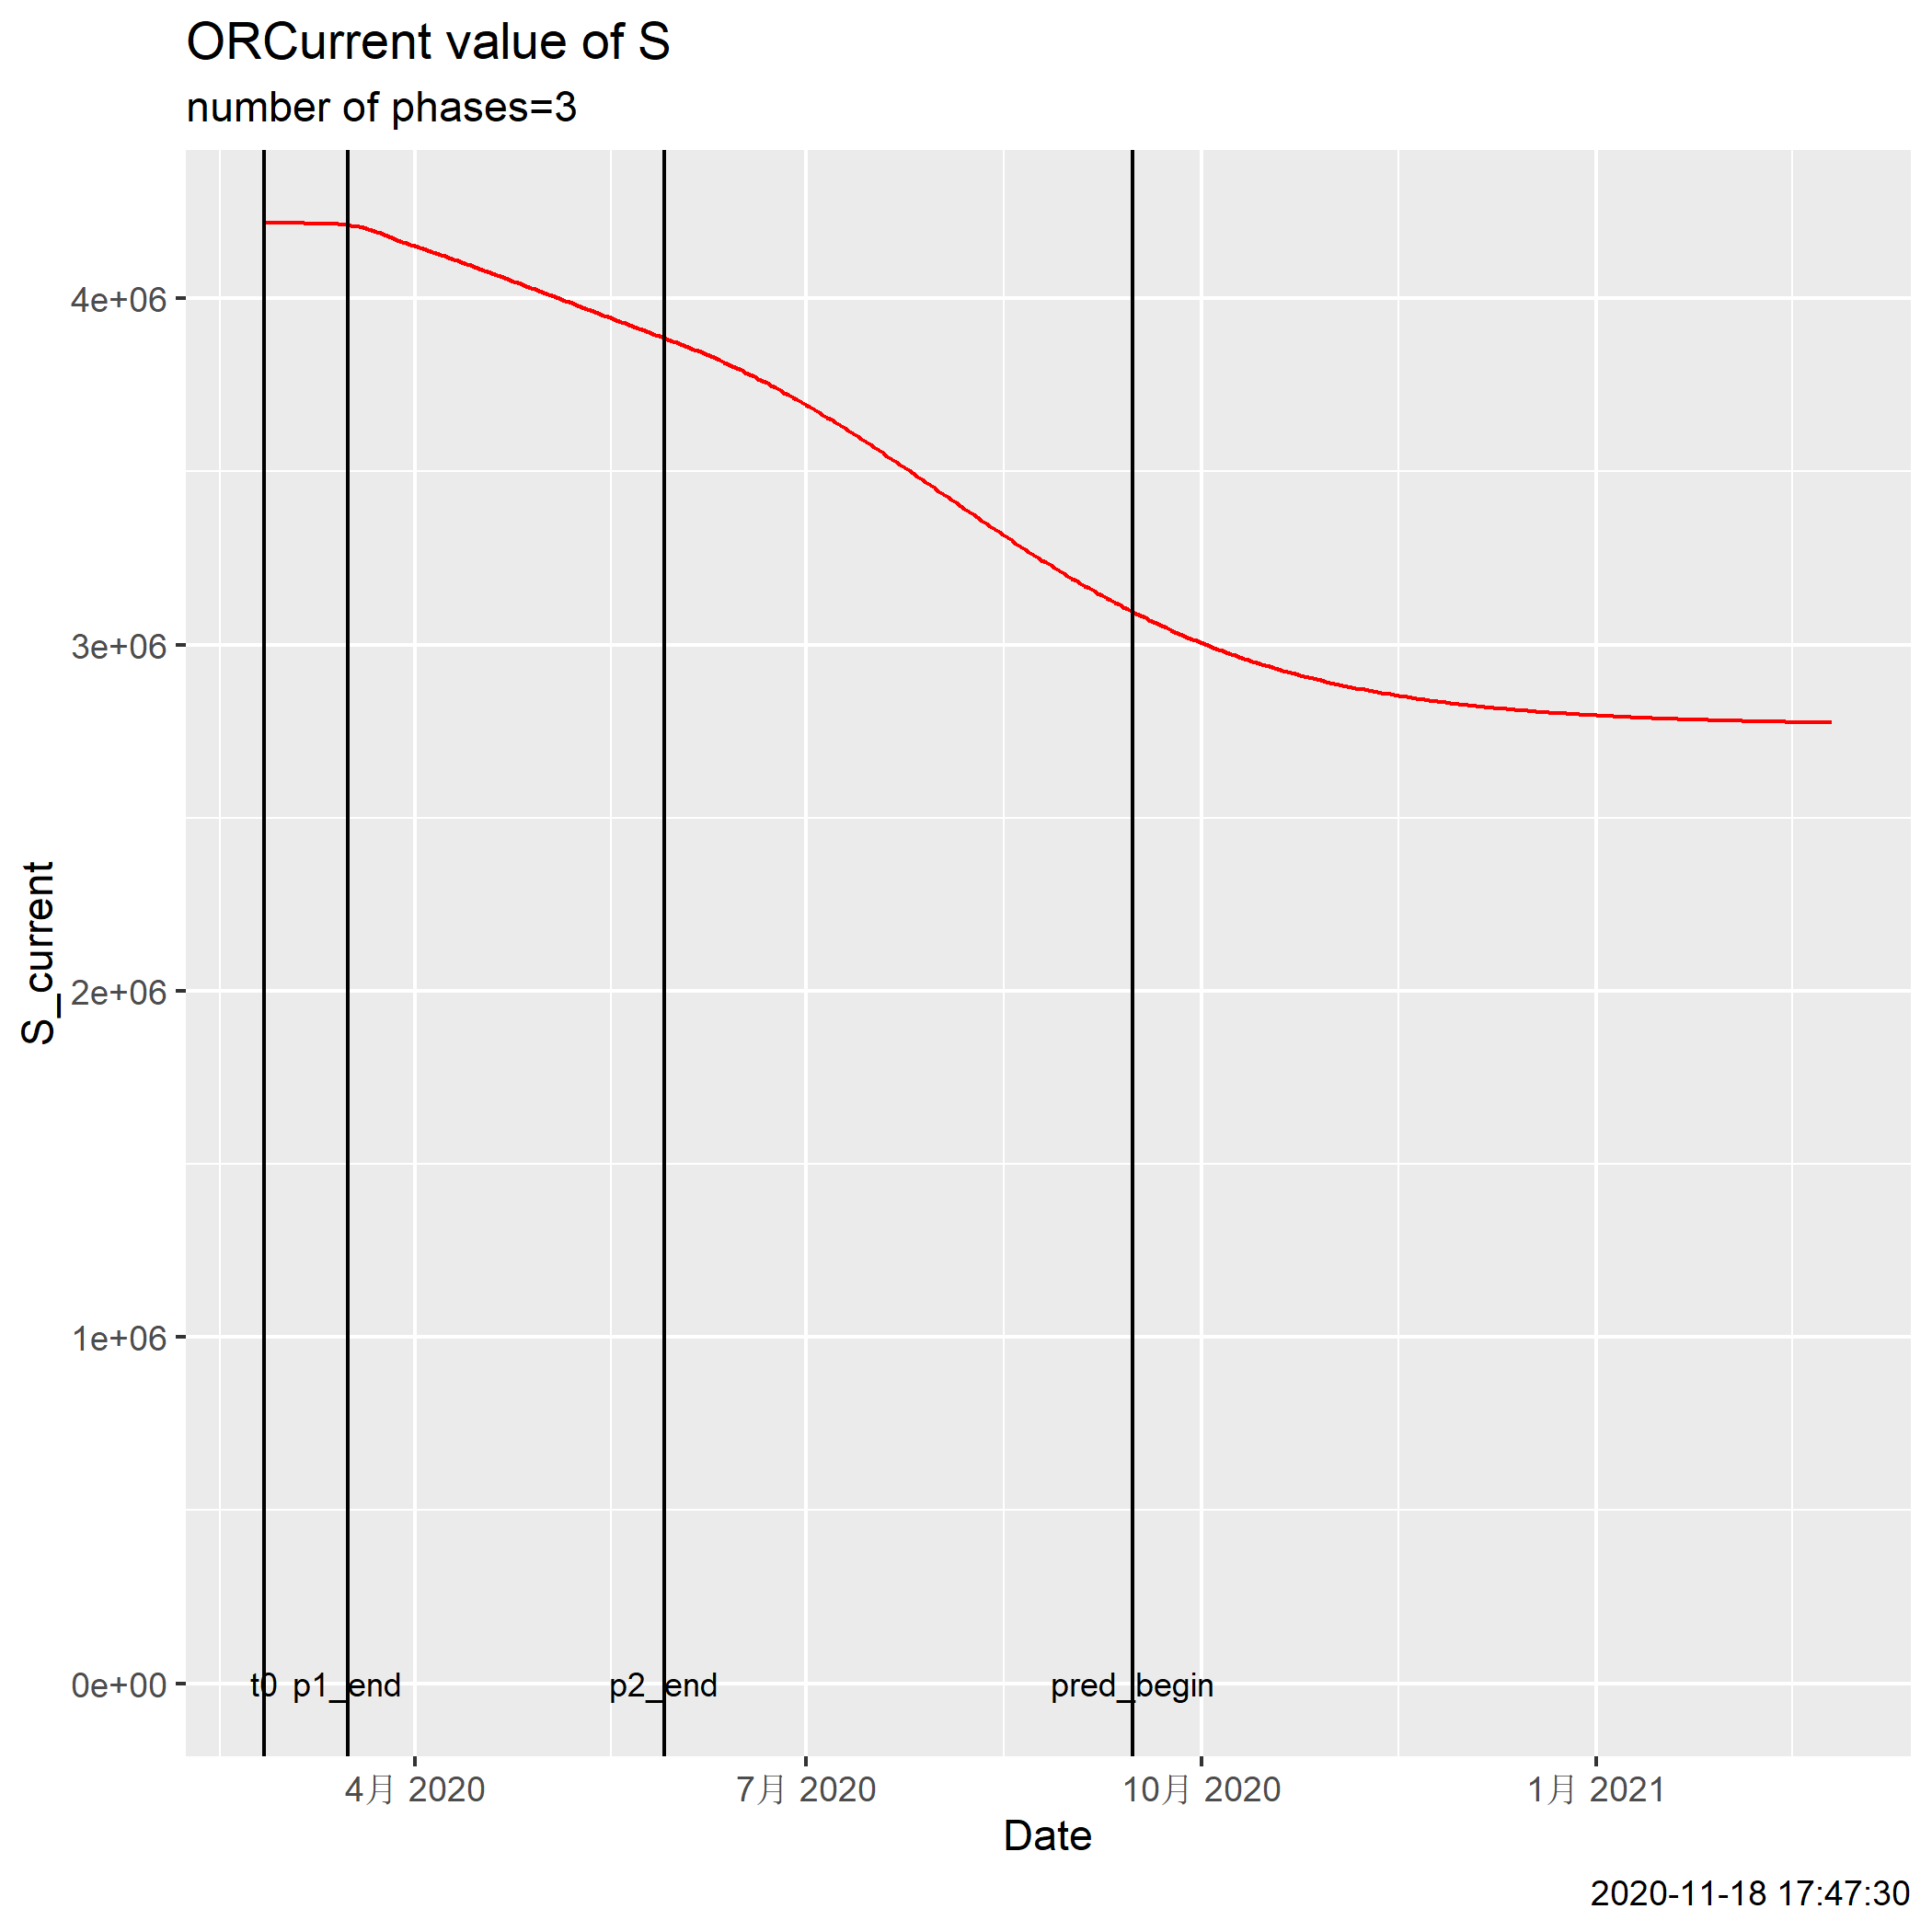 ORCurrent value of S
number of phases=3
S_current
4e+06
3e+06
2e+06
1e+06
0e+00
t0 p1_end p2_end pred_begin
4月 2020 7月 2020 10月 2020 1月 2021
Date
2020-11-18 17:47:30